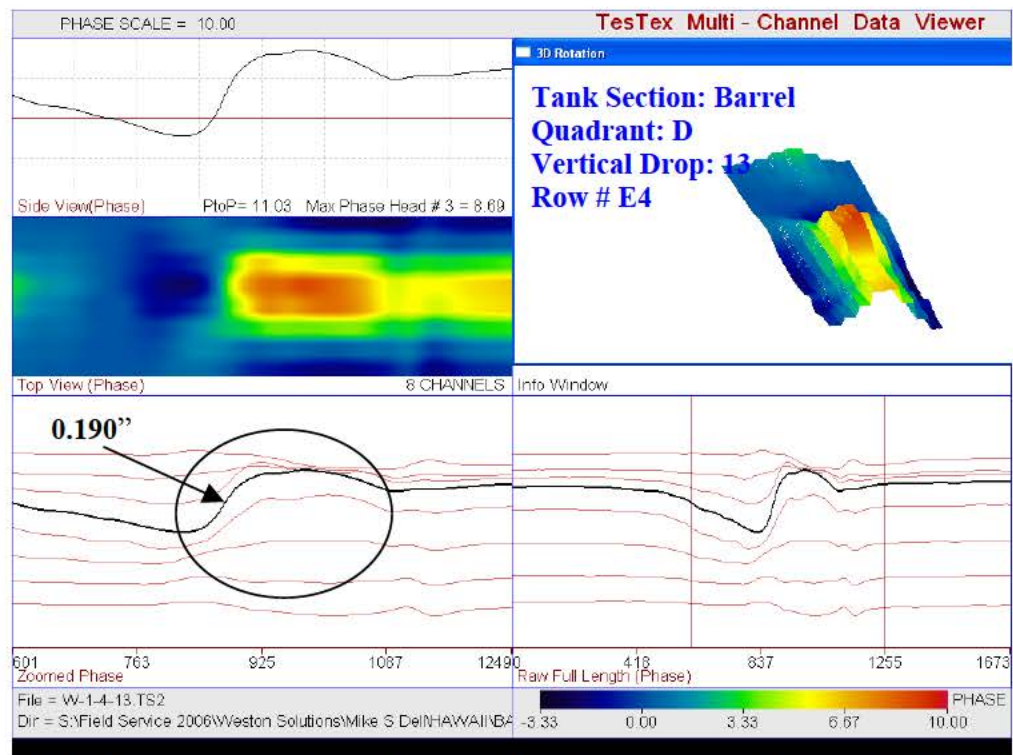 PHASE SCALE = 10.00
TesTex Multi - Channel Data Viewer
3D Rotation
Tank Section: Barrel
Quadrant: D
Vertical Drop: 13
Row # E4
Side View(Phase) PtoP= 11.03 Max Phase Head # 3 = 8.69
Top View (Phase) 8 CHANNELS
Info Window
0.190”
601 763 925 1087 1249
Zoomed Phase
0 418 837 1255 1673
Raw Full Length (Phase)
File = W-1-4-13.TS2
Dir = S:\Field Service 2006\Weston Solutions\Mike S Del\HAWAII\BA
PHASE
-3.33 0.00 3.33 6.67 10.00